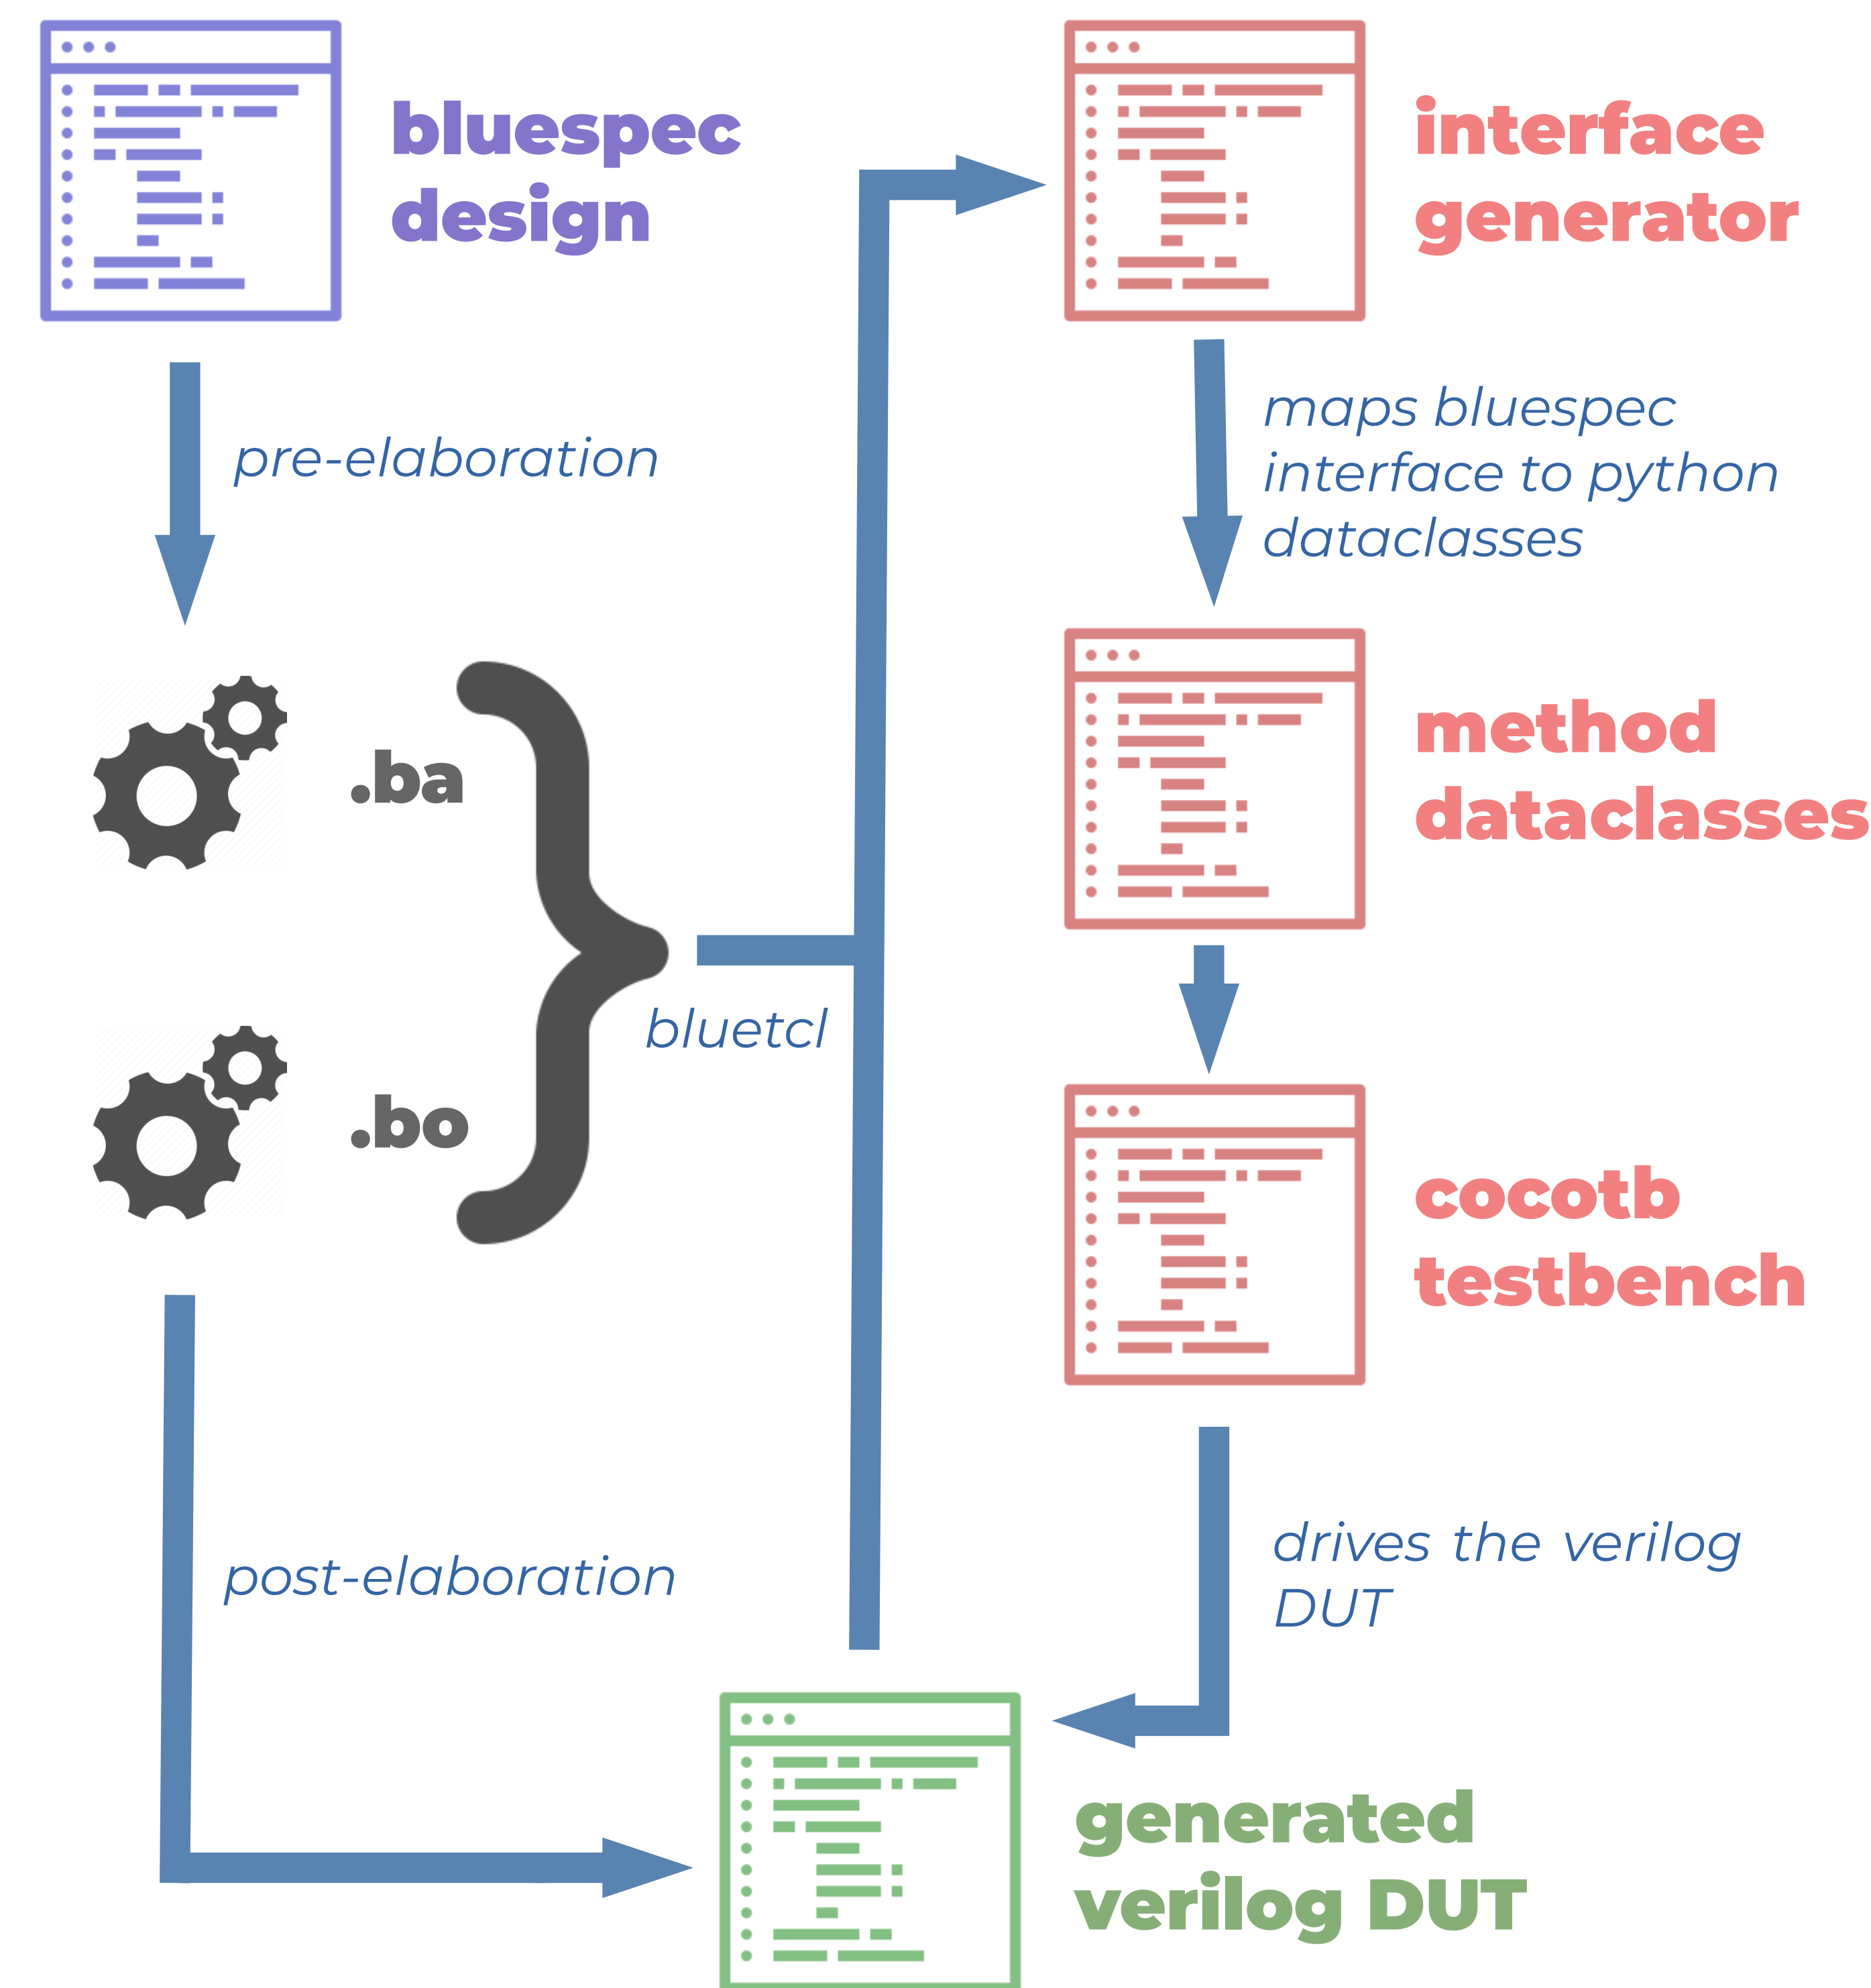 bluespec
design
pre-elaboration
.ba
.bo
bluetcl
post-elaboration
interface
generator
maps bluespec
interface to python
dataclasses
method
dataclasses
cocotb
testbench
drives the verilog
DUT
generated
verilog DUT